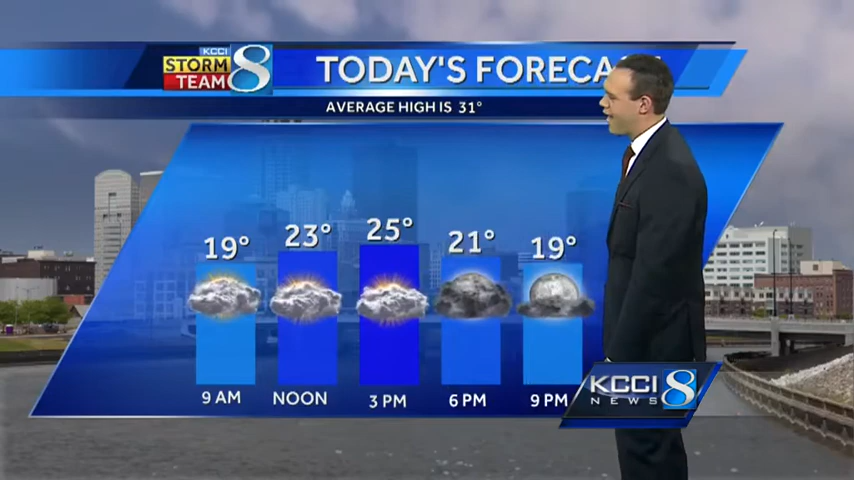 KCCI
STORM
TEAM
8
TODAY'S FORECA
AVERAGE HIGH IS 31°
19° 23° 25° 21° 19°
9 AM NOON 3 PM 6 PM 9 PM
KCCI 8
NEWS